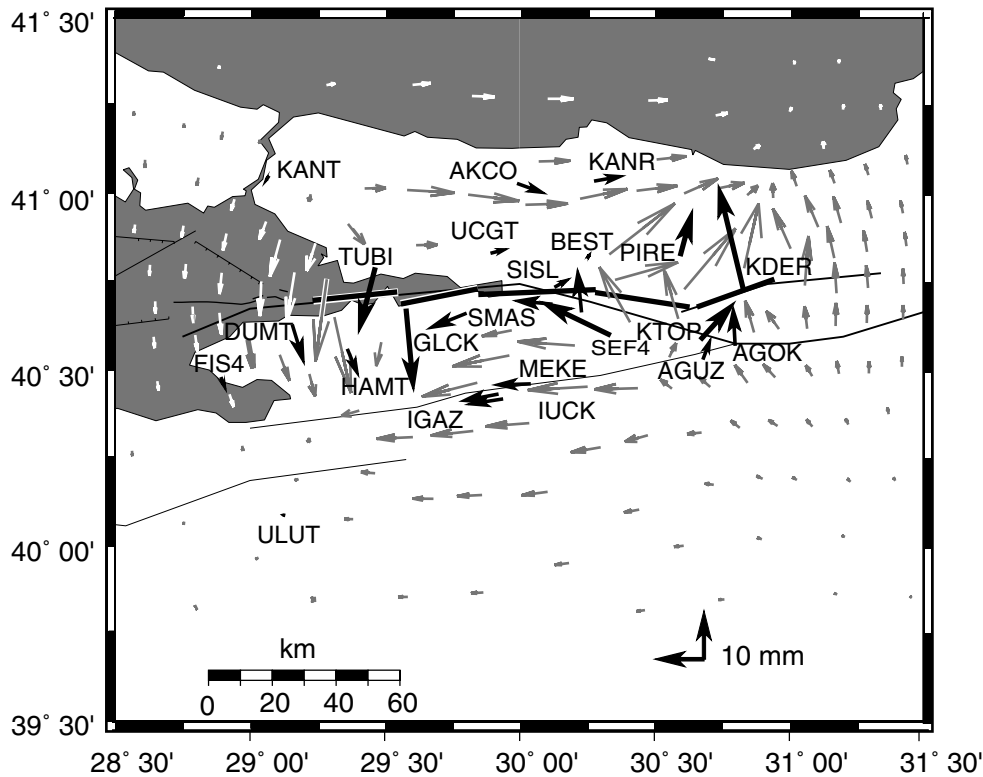 41° 30'
KANT
AKCO
KANR
41° 00'
UCGT
BEST
PIRE
TUBI
SISL
KDER
DUMT
SMAS
KTOP
GLCK
SEF4
AGOK
FIS4
MEKE
AGUZ
40° 30'
HAMT
IGAZ
IUCK
ULUT
40° 00'
km
10 mm
0 20 40 60
39° 30'
28° 30' 29° 00' 29° 30' 30° 00' 30° 30' 31° 00' 31° 30'